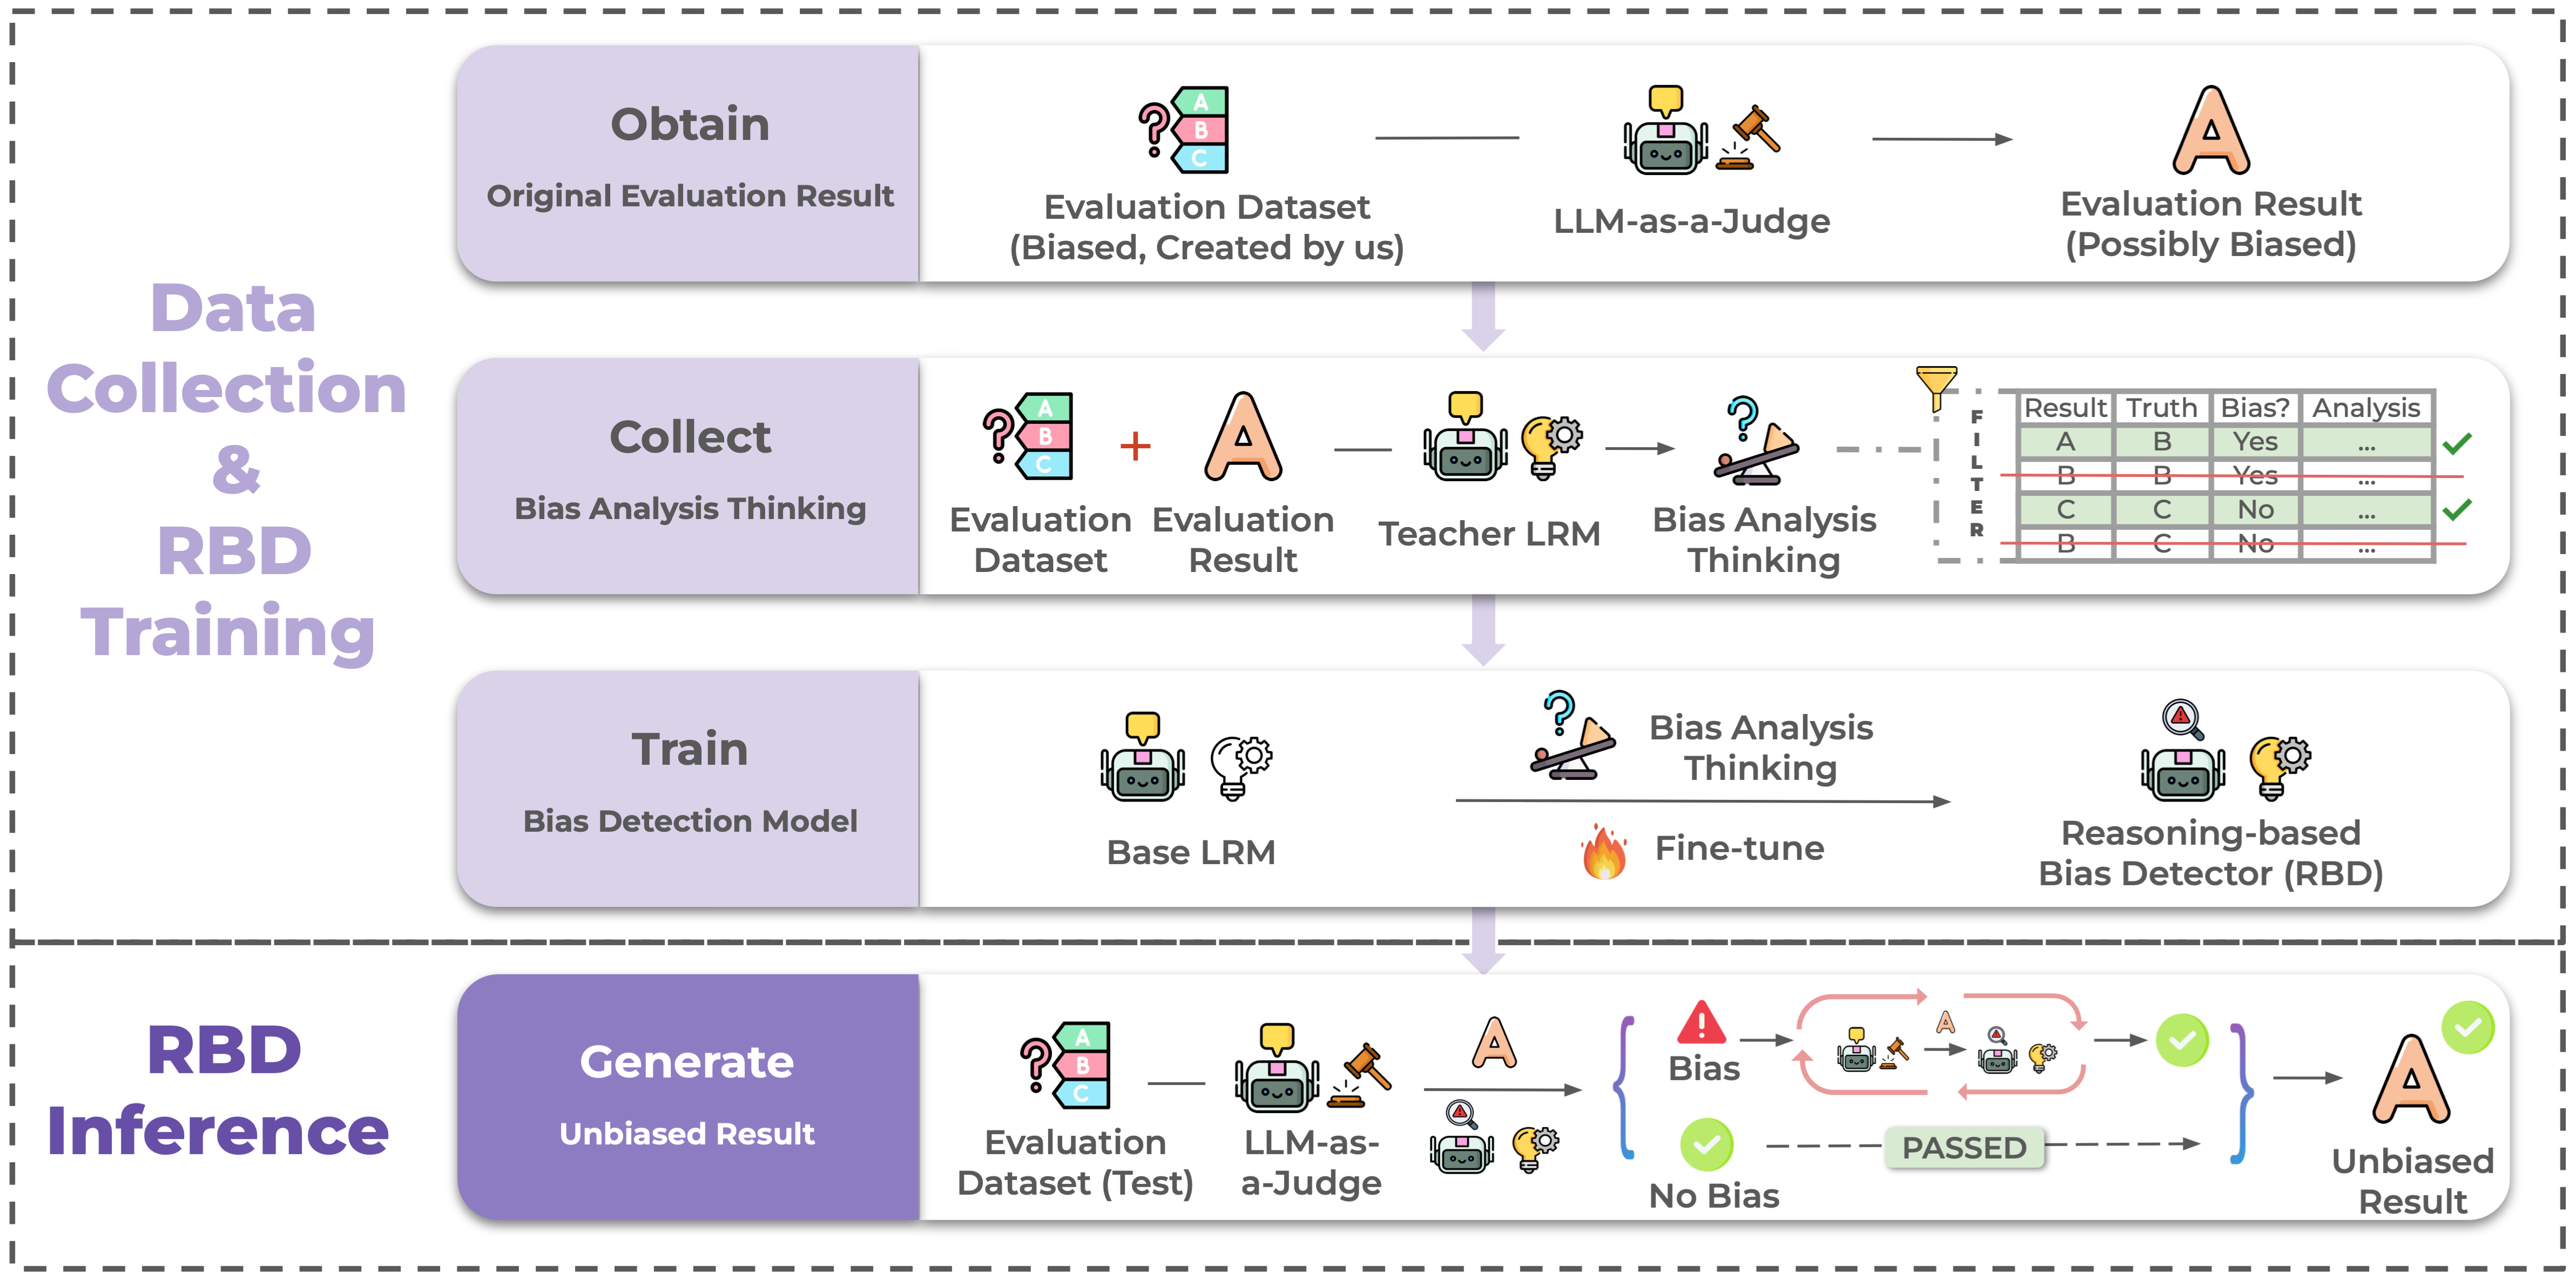 Data
Collection
&
RBD
Training
Obtain
Original Evaluation Result
A
B
C
Evaluation Dataset
(Biased, Created by us)
LLM-as-a-Judge
A
Evaluation Result
(Possibly Biased)
Collect
Bias Analysis Thinking
A
B
C
Evaluation
Dataset
+
A
Evaluation
Result
Teacher LRM
Bias Analysis
Thinking
FILTER
Result Truth Bias? Analysis
A B Yes ...
B B Yes ...
C C No ...
B C No ...
Train
Bias Detection Model
Base LRM
Bias Analysis
Thinking
Fine-tune
Reasoning-based
Bias Detector (RBD)
RBD
Inference
Generate
Unbiased Result
A
B
C
Evaluation
Dataset (Test)
LLM-as-
a-Judge
A
Bias
A
No Bias
PASSED
A
Unbiased
Result